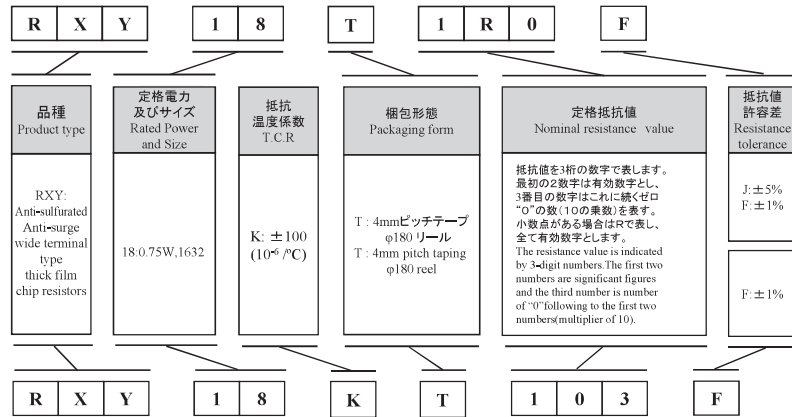 R X Y 1 8 T 1 R 0 F
品種
Product type
定格電力
及びサイズ
Rated Power
and Size
抵抗
温度係数
T.C.R
梱包形態
Packaging form
定格抵抗値
Nominal resistance value
抵抗値
許容差
Resistance
tolerance
RXY:
Anti-sulfurated
Anti-surge
wide terminal
type
thick film
chip resistors
18:0.75W,1632
K: ±100
(10⁻⁶ /ºC)
T : 4mmピッチテープ
φ180 リール
T : 4mm pitch taping
φ180 reel
抵抗値を3桁の数字で表します。
最初の2数字は有効数字とし、
3番目の数字はこれに続くゼロ
“0”の数(10の乗数)を表す。
小数点がある場合はRで表し、
全て有効数字とします。
The resistance value is indicated
by 3-digit numbers.The first two
numbers are significant figures
and the third number is number
of “0”following to the first two
numbers(multiplier of 10).
J:±5%
F:±1%
F:±1%
R X Y 1 8 K T 1 0 3 F